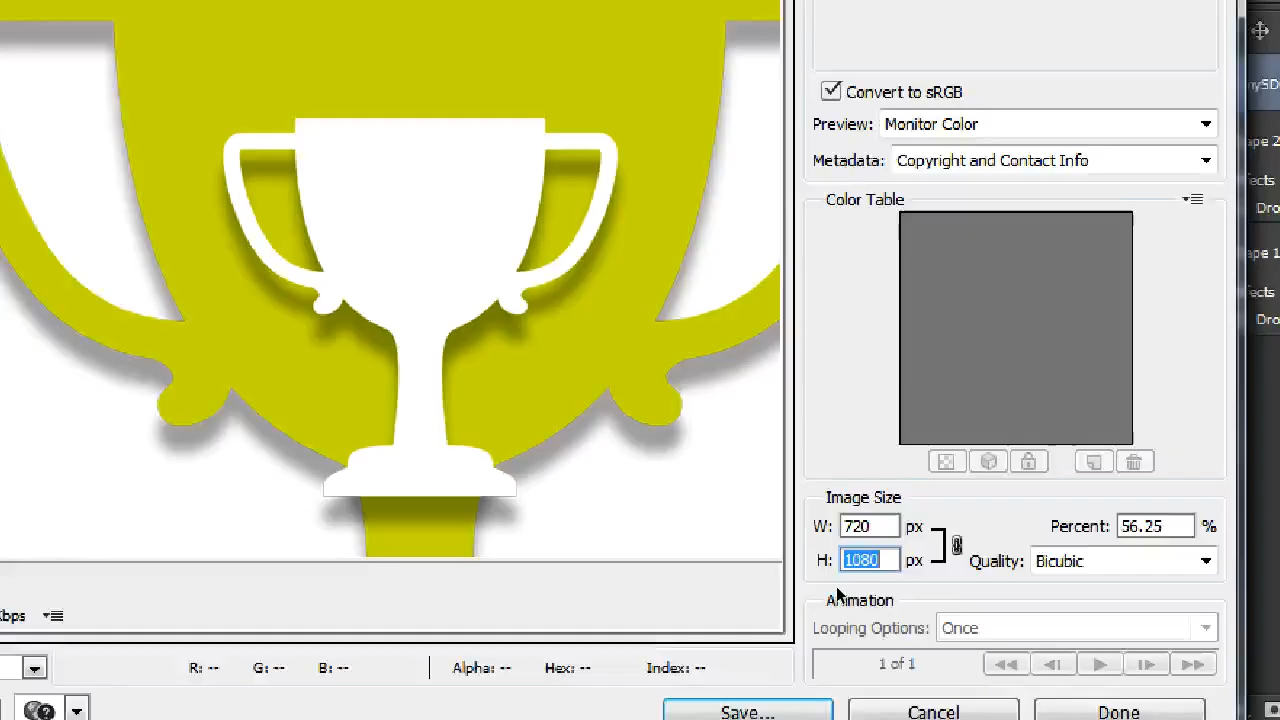 Convert to sRGB
Preview: Monitor Color
Metadata: Copyright and Contact Info
Color Table
Image Size
W: 720 px Percent: 56.25 %
H: 1080 px Quality: Bicubic
Animation
Looping Options: Once
1 of 1
R: -- G: -- B: -- Alpha: -- Hex: -- Index: --
Save... Cancel Done